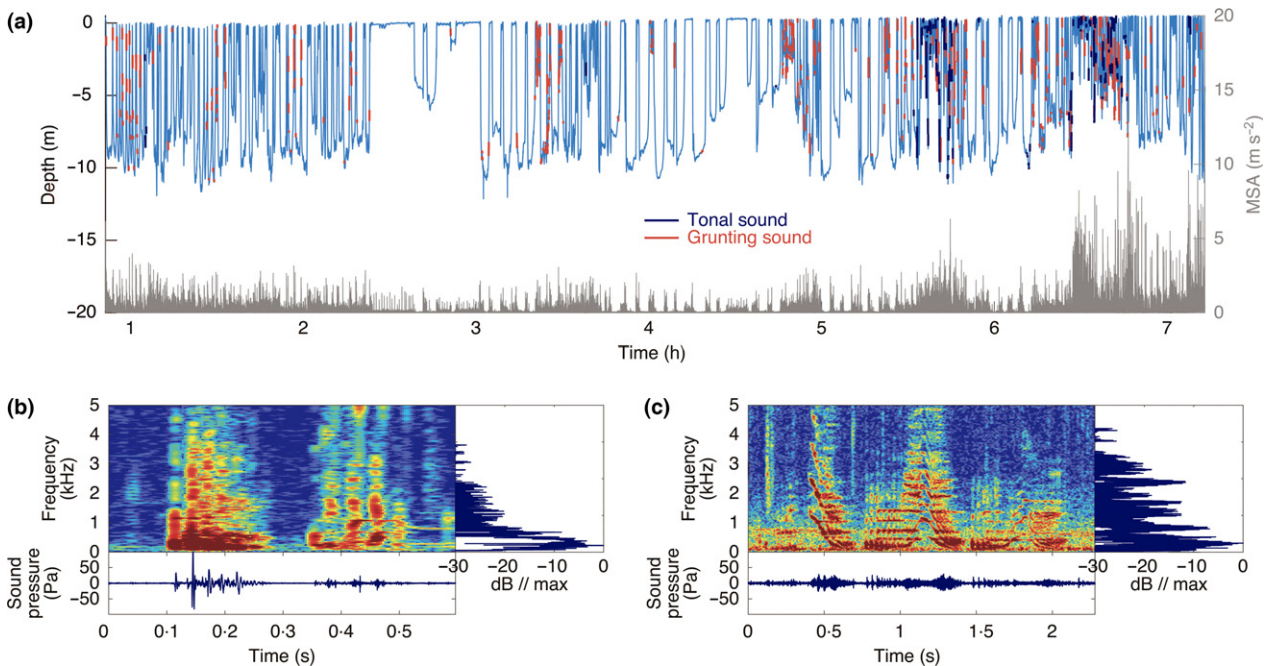 (a)
0
−5
−10
−15
−20
Depth (m)
20
15
10
5
0
MSA (m s−2)
Tonal sound
Grunting sound
1 2 3 4 5 6 7
Time (h)
(b)
5
4
3
2
1
0
Frequency
(kHz)
50
0
−50
Sound
pressure
(Pa)
0 0·1 0·2 0·3 0·4 0·5
Time (s)
−30 −20 −10 0
dB // max
(c)
5
4
3
2
1
0
Frequency
(kHz)
50
0
−50
Sound
pressure
(Pa)
0 0·5 1 1·5 2
Time (s)
−30 −20 −10 0
dB // max